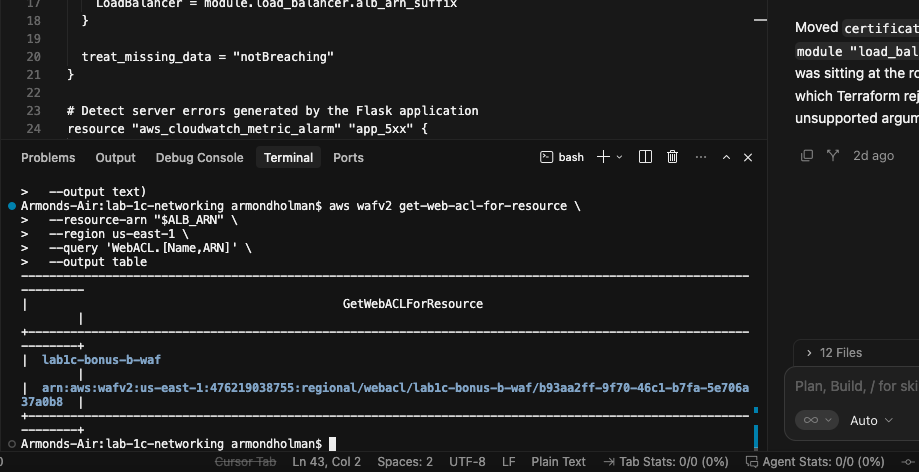 17 LoadBalancer = module.load_balancer.alb_arn_suffix
18 }
19
20 treat_missing_data = "notBreaching"
21 }
22
23 # Detect server errors generated by the Flask application
24 resource "aws_cloudwatch_metric_alarm" "app_5xx" {
Problems Output Debug Console Terminal Ports bash
> --output text)
Armonds-Air:lab-1c-networking armondholman$ aws wafv2 get-web-acl-for-resource \
> --resource-arn "$ALB_ARN" \
> --region us-east-1 \
> --query 'WebACL.[Name,ARN]' \
> --output table
| GetWebACLForResource
|
| lab1c-bonus-b-waf
|
| arn:aws:wafv2:us-east-1:476219038755:regional/webacl/lab1c-bonus-b-waf/b93aa2ff-9f70-46c1-b7fa-5e706a
37a0b8 |
Armonds-Air:lab-1c-networking armondholman$
Moved certificat
module "load_bal
was sitting at the ro
which Terraform rej
unsupported argum
2d ago
> 12 Files
Plan, Build, / for ski
∞ Auto
Cursor Tab Ln 43, Col 2 Spaces: 2 UTF-8 LF Plain Text Tab Stats: 0/0 (0%) Agent Stats: 0/0 (0%)